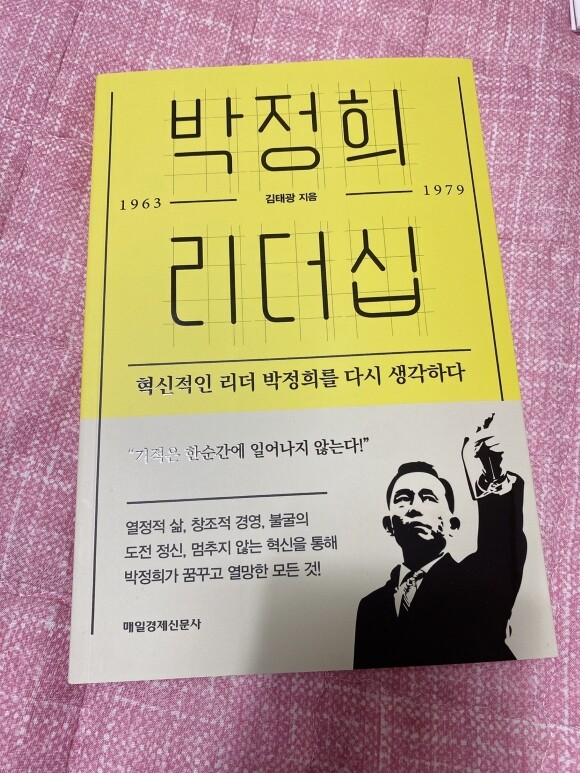 박정희
1963
김태광 지음
1979
리더십
혁신적인 리더 박정희를 다시 생각하다
“기적은 한순간에 일어나지 않는다!”
열정적 삶, 창조적 경영, 불굴의
도전 정신, 멈추지 않는 혁신을 통해
박정희가 꿈꾸고 열망한 모든 것!
매일경제신문사